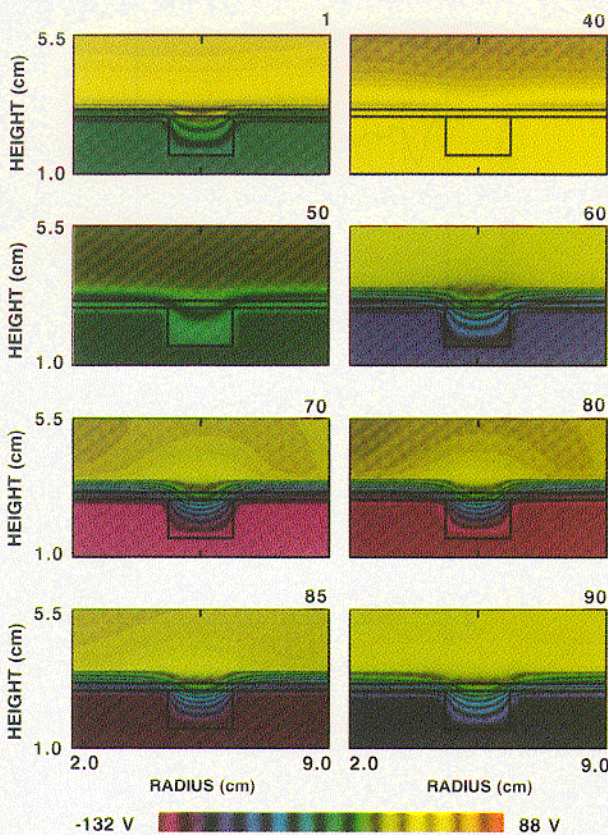 1
40
5.5
HEIGHT (cm)
1.0
50
60
5.5
HEIGHT (cm)
1.0
70
80
5.5
HEIGHT (cm)
1.0
85
90
5.5
HEIGHT (cm)
1.0
2.0
9.0
2.0
9.0
RADIUS (cm)
RADIUS (cm)
-132 V
88 V